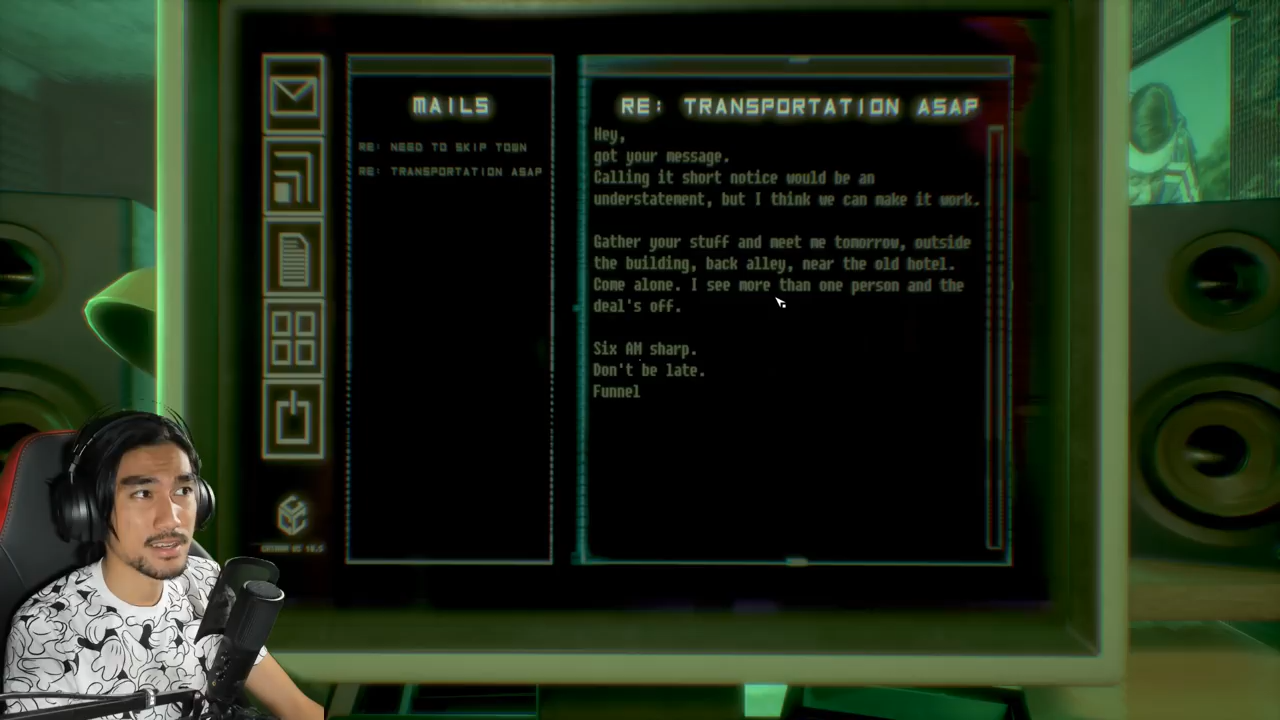 MAILS
RE: NEED TO SKIP TOWN
RE: TRANSPORTATION ASAP
RE: TRANSPORTATION ASAP
Hey,
got your message.
Calling it short notice would be an
understatement, but I think we can make it work.
Gather your stuff and meet me tomorrow, outside
the building, back alley, near the old hotel.
Come alone. I see more than one person and the
deal's off.
Six AM sharp.
Don't be late.
Funnel